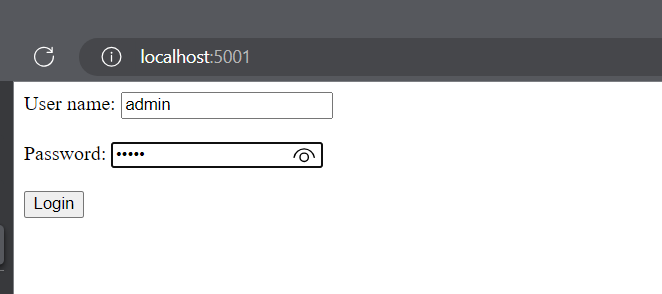 localhost:5001
User name: admin
Password: •••••
Login